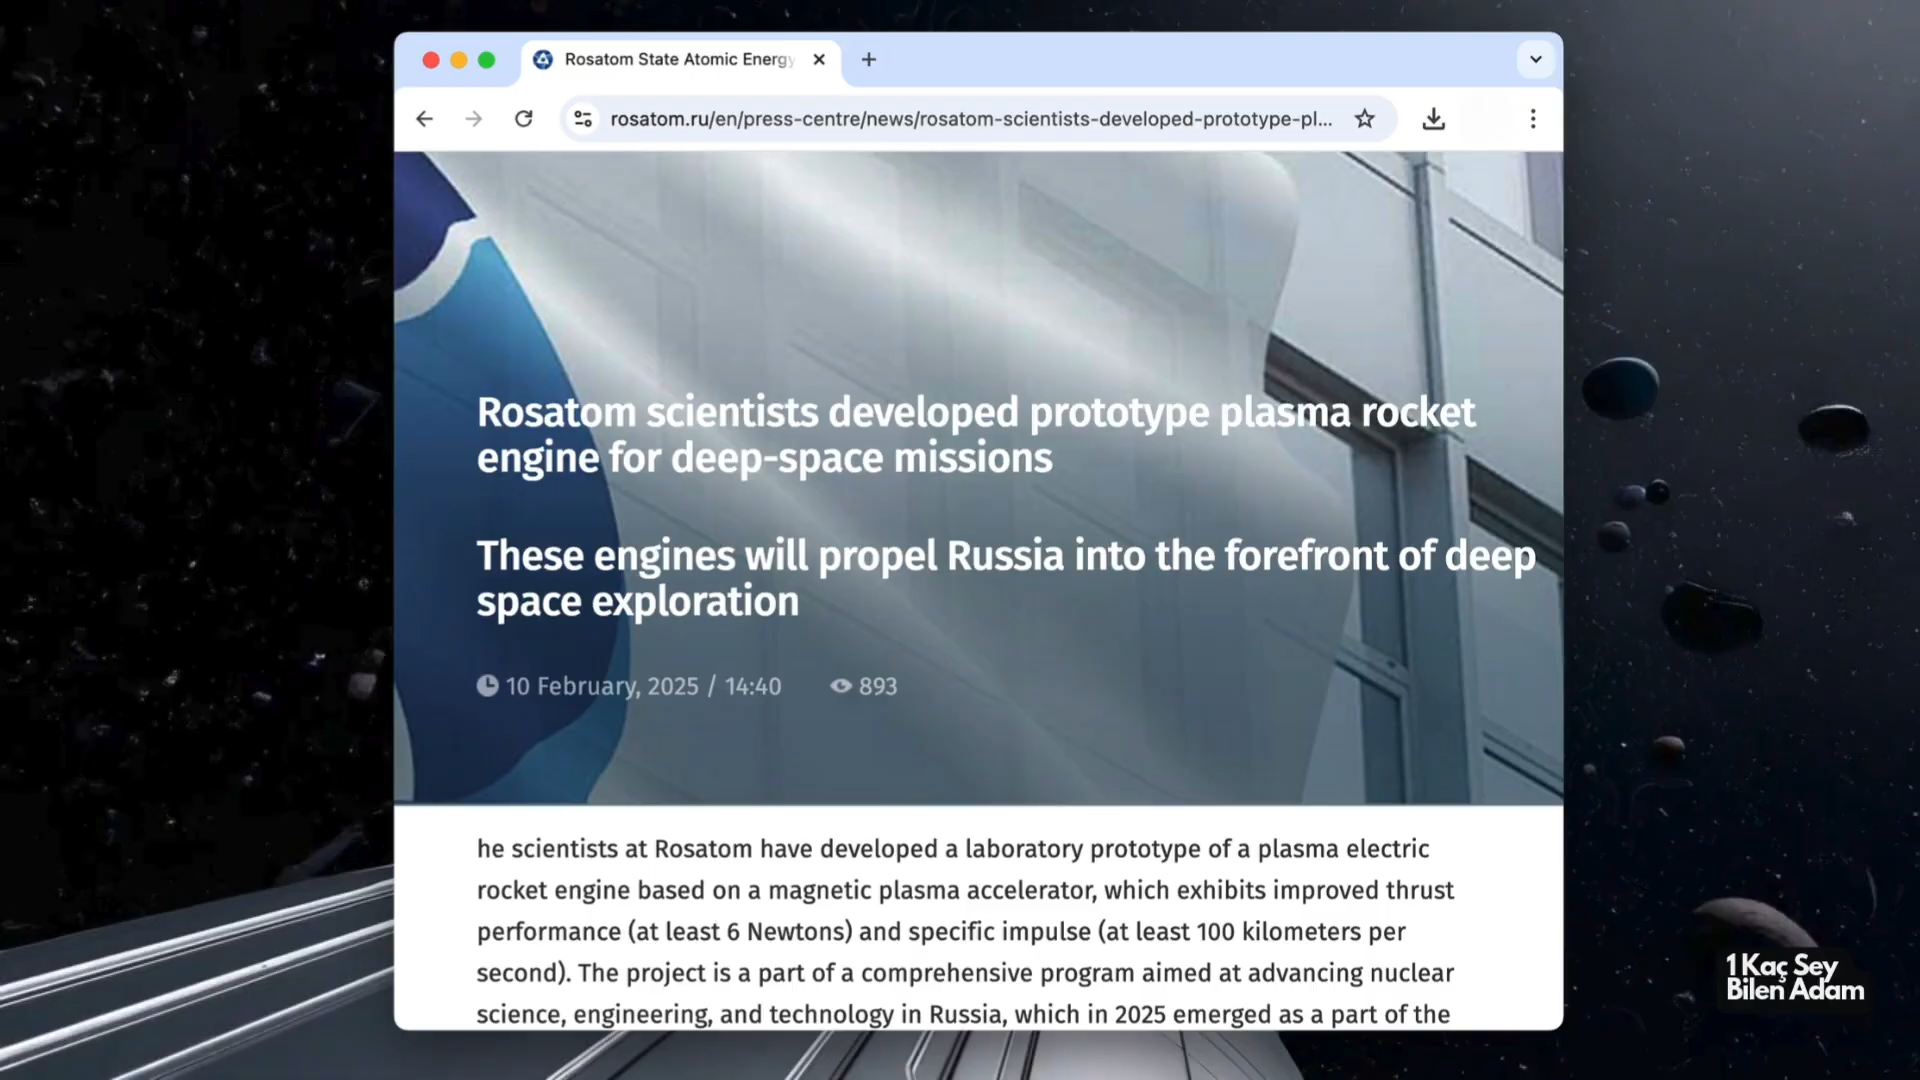 Rosatom State Atomic Energy
rosatom.ru/en/press-centre/news/rosatom-scientists-developed-prototype-pl...
Rosatom scientists developed prototype plasma rocket
engine for deep-space missions
These engines will propel Russia into the forefront of deep
space exploration
10 February, 2025 / 14:40 893
he scientists at Rosatom have developed a laboratory prototype of a plasma electric
rocket engine based on a magnetic plasma accelerator, which exhibits improved thrust
performance (at least 6 Newtons) and specific impulse (at least 100 kilometers per
second). The project is a part of a comprehensive program aimed at advancing nuclear
science, engineering, and technology in Russia, which in 2025 emerged as a part of the
1 Kaç Sey
Bilen Adam